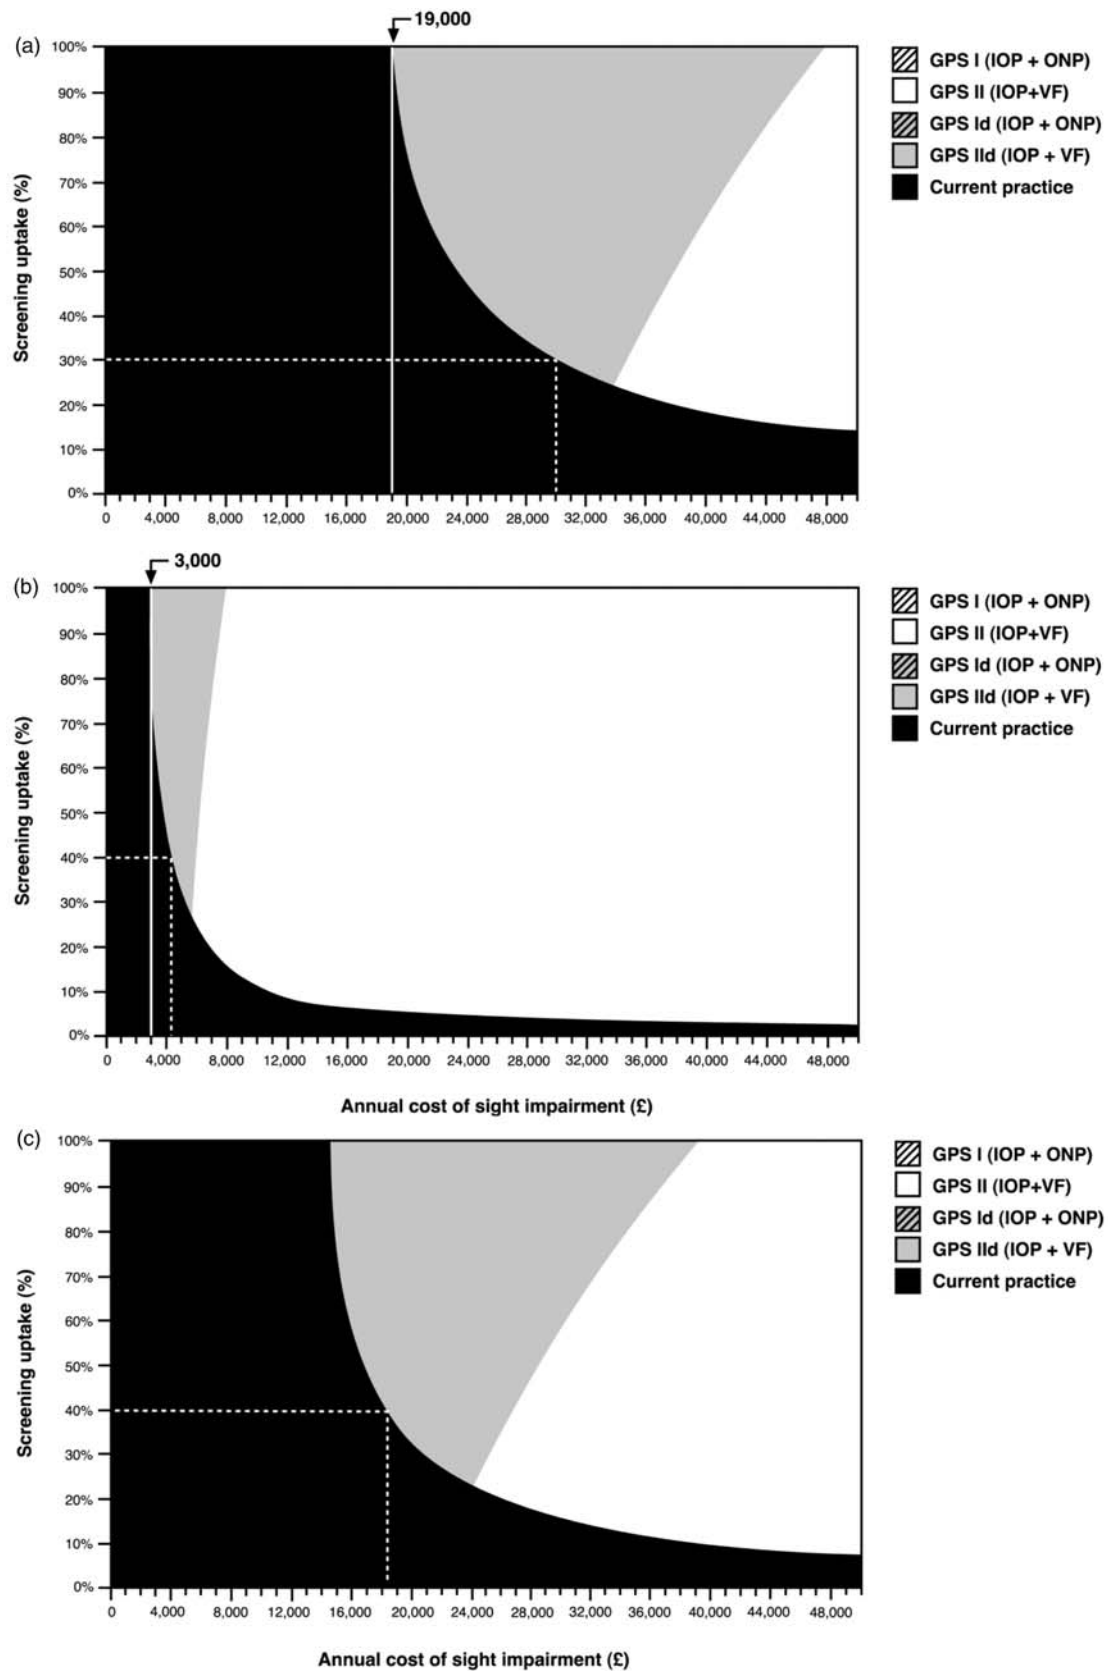 19,000
(a)
100%
90%
80%
70%
60%
50%
40%
30%
20%
10%
0%
Screening uptake (%)
0 4,000 8,000 12,000 16,000 20,000 24,000 28,000 32,000 36,000 40,000 44,000 48,000
GPS I (IOP + ONP)
GPS II (IOP+VF)
GPS Id (IOP + ONP)
GPS IId (IOP + VF)
Current practice
3,000
(b)
100%
90%
80%
70%
60%
50%
40%
30%
20%
10%
0%
Screening uptake (%)
0 4,000 8,000 12,000 16,000 20,000 24,000 28,000 32,000 36,000 40,000 44,000 48,000
Annual cost of sight impairment (£)
GPS I (IOP + ONP)
GPS II (IOP+VF)
GPS Id (IOP + ONP)
GPS IId (IOP + VF)
Current practice
(c)
100%
90%
80%
70%
60%
50%
40%
30%
20%
10%
0%
Screening uptake (%)
0 4,000 8,000 12,000 16,000 20,000 24,000 28,000 32,000 36,000 40,000 44,000 48,000
Annual cost of sight impairment (£)
GPS I (IOP + ONP)
GPS II (IOP+VF)
GPS Id (IOP + ONP)
GPS IId (IOP + VF)
Current practice